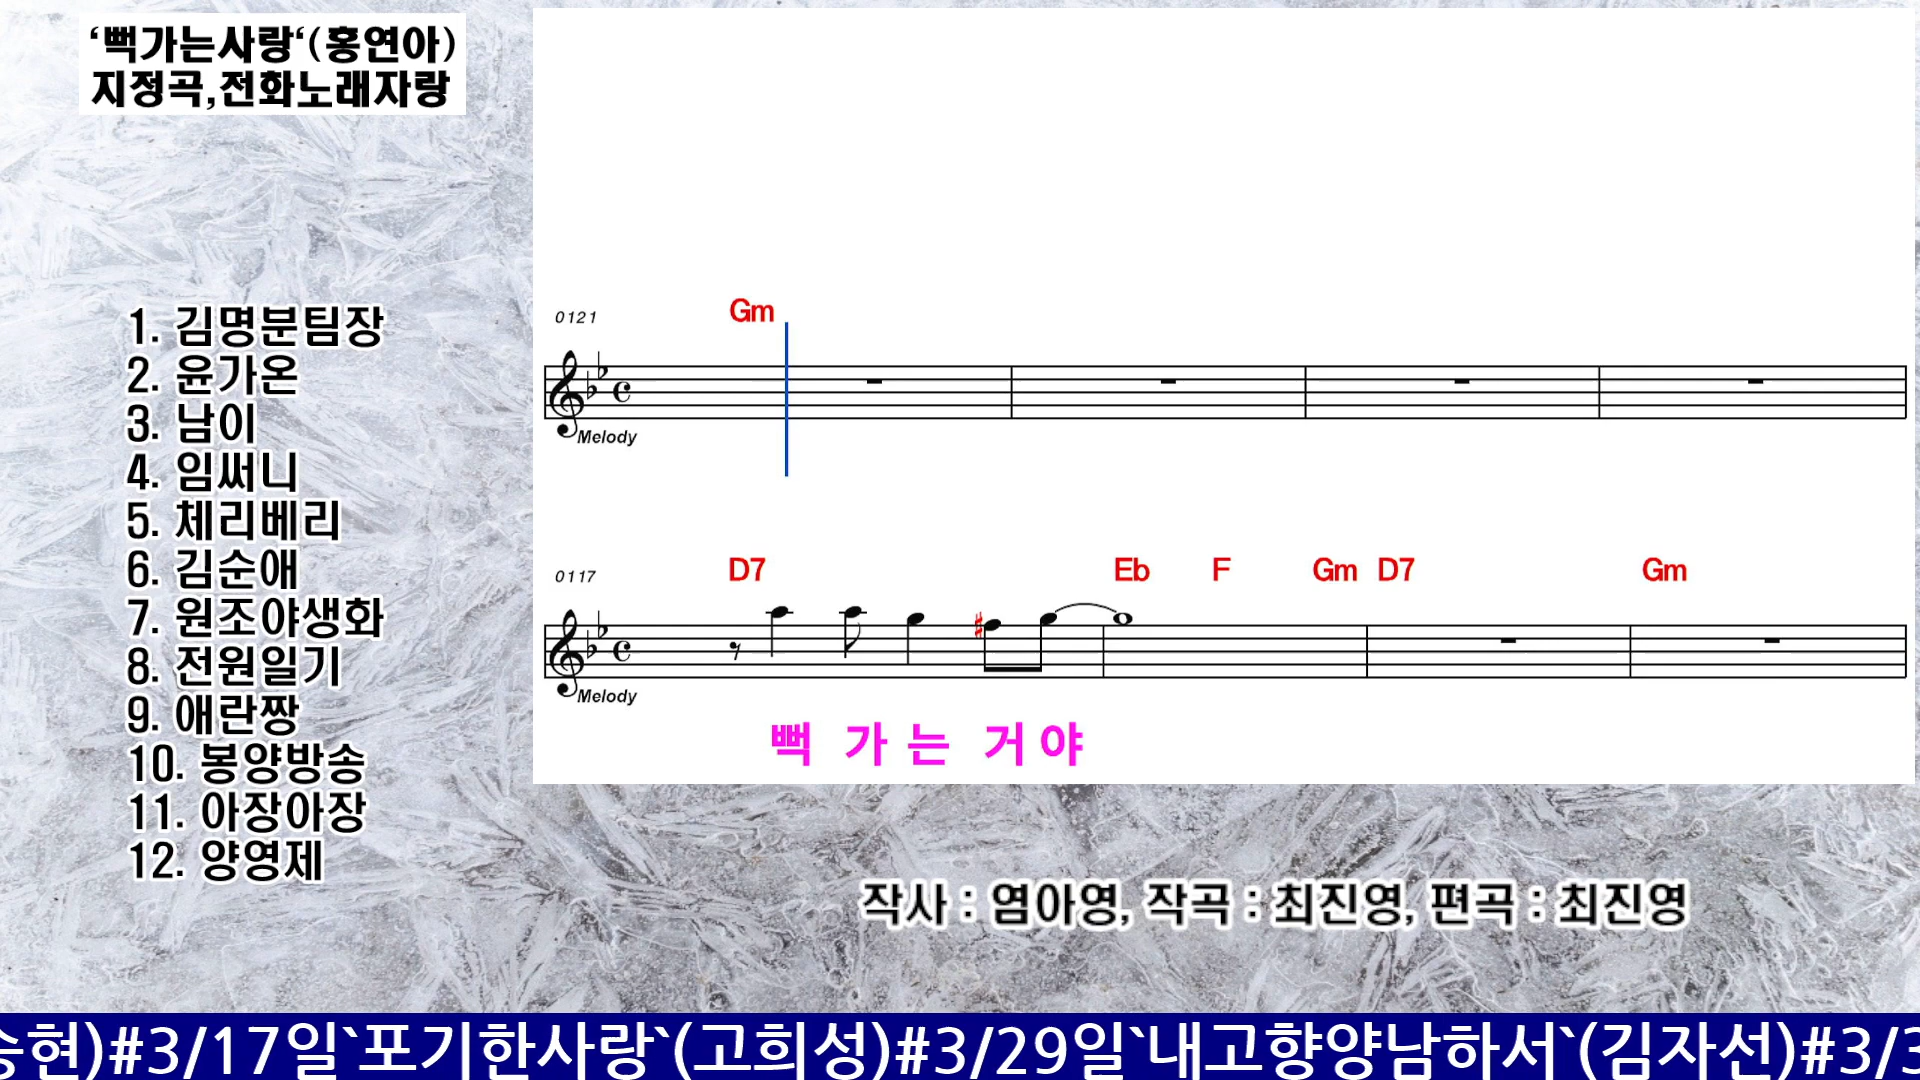 ‘뻑가는사랑‘(홍연아)
지정곡,전화노래자랑
1. 김명분팀장
2. 윤가온
3. 남이
4. 임써니
5. 체리베리
6. 김순애
7. 원조야생화
8. 전원일기
9. 애란짱
10. 봉양방송
11. 아장아장
12. 양영제
Gm
0121
Melody
D7 Eb F Gm D7 Gm
0117
Melody
뻑 가 는 거 야
작사 : 염아영, 작곡 : 최진영, 편곡 : 최진영
승현)#3/17일`포기한사랑`(고희성)#3/29일`내고향양남하서`(김자선)#3/3